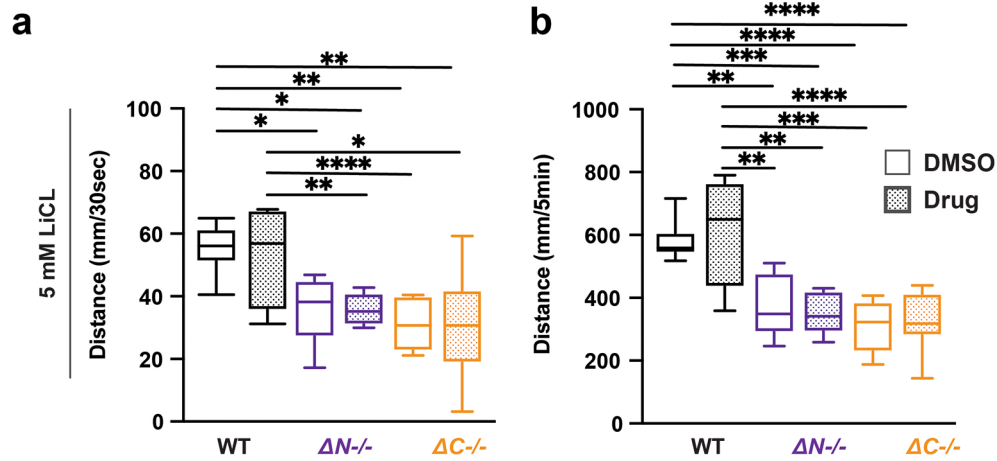 a
b
5 mM LiCL
Distance (mm/30sec)
100
80
60
40
20
0
**
**
*
*
*
****
**
WT
ΔN-/-
ΔC-/-
Distance (mm/5min)
1000
800
600
400
200
0
****
****
***
**
****
***
**
**
WT
ΔN-/-
ΔC-/-
DMSO
Drug